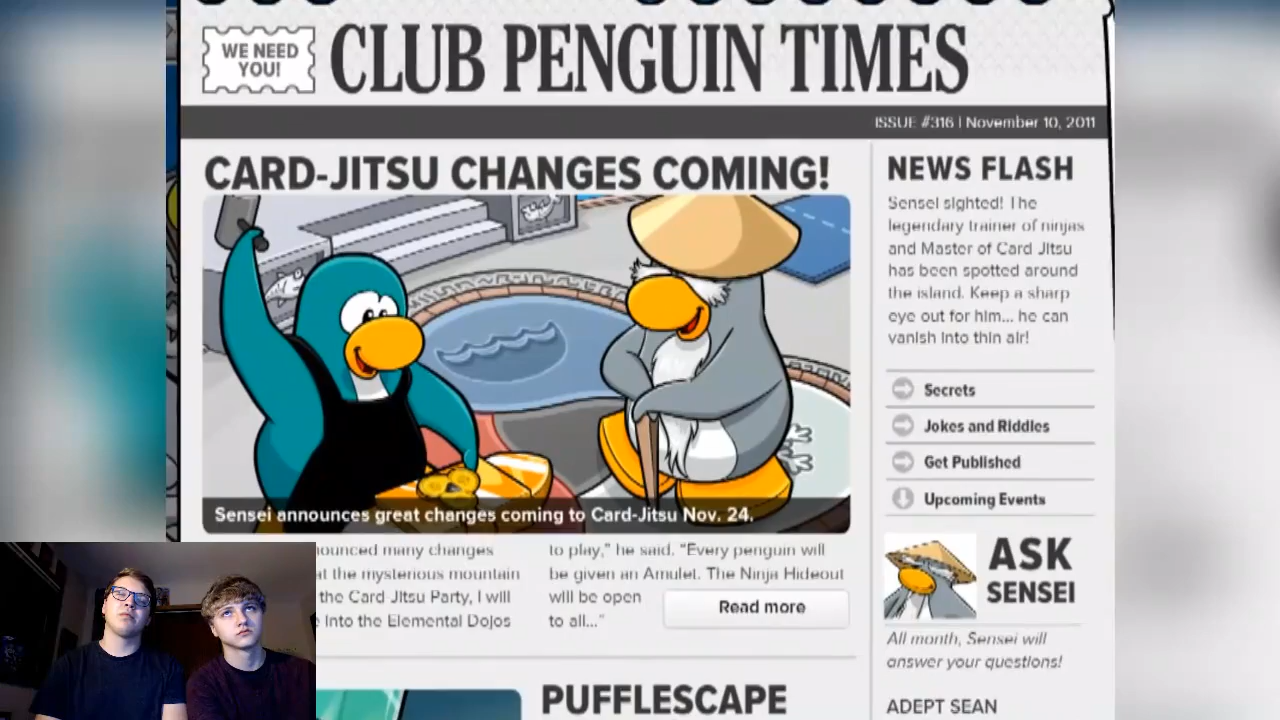 WE NEED
YOU!
CLUB PENGUIN TIMES
ISSUE #316 | November 10, 2011
CARD-JITSU CHANGES COMING!
Sensei announces great changes coming to Card-Jitsu Nov. 24.
ounced many changes
at the mysterious mountain
the Card Jitsu Party, I will
into the Elemental Dojos
to play," he said. "Every penguin will
be given an Amulet. The Ninja Hideout
will be open
to all..."
Read more
PUFFLESCAPE
NEWS FLASH
Sensei sighted! The
legendary trainer of ninjas
and Master of Card Jitsu
has been spotted around
the island. Keep a sharp
eye out for him... he can
vanish into thin air!
Secrets
Jokes and Riddles
Get Published
Upcoming Events
ASK
SENSEI
All month, Sensei will
answer your questions!
ADEPT SEAN